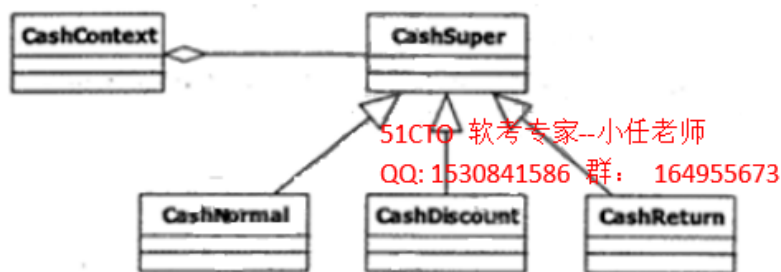 CashContext
CashSuper
51CTO 软考专家--小任老师
QQ: 1530841586 群： 164955673
CashNormal
CashDiscount
CashReturn